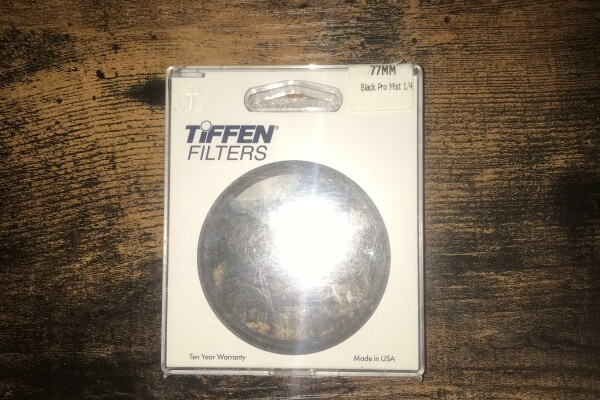 77MM
Black Pro Mist 1/4
T
TIFFEN®
FILTERS
Ten Year Warranty
Made in USA